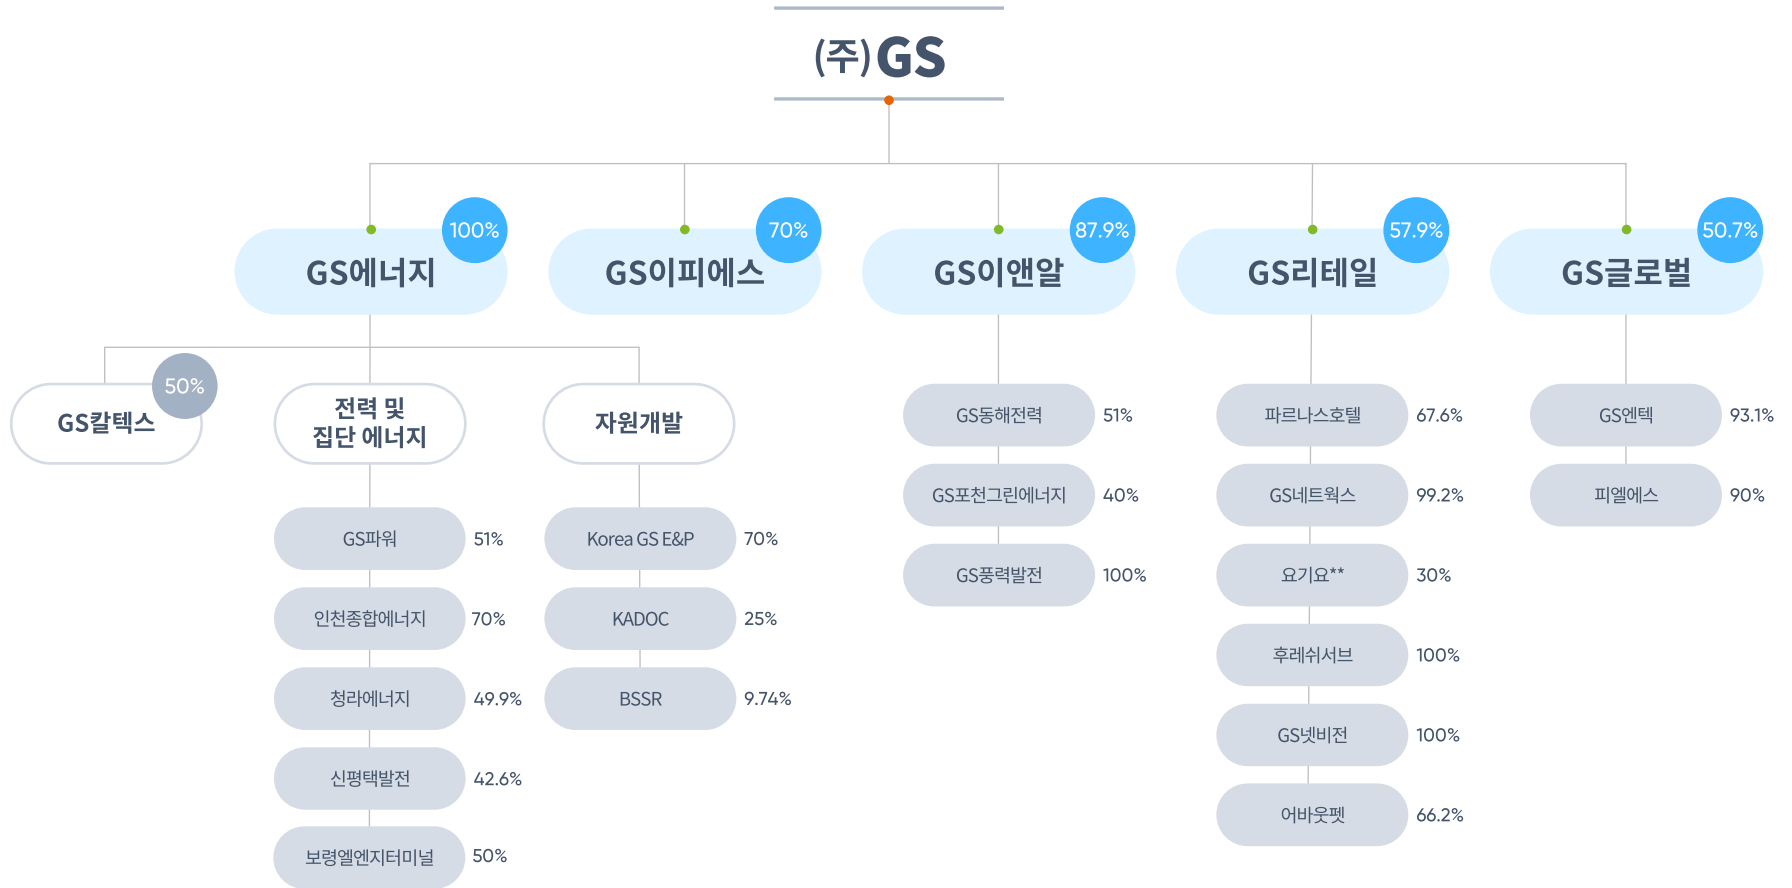 (주)GS
100%
GS에너지
70%
GS이피에스
87.9%
GS이앤알
57.9%
GS리테일
50.7%
GS글로벌
50%
GS칼텍스
전력 및
집단 에너지
자원개발
GS파워 51%
인천종합에너지 70%
청라에너지 49.9%
신평택발전 42.6%
보령엘엔지터미널 50%
Korea GS E&P 70%
KADOC 25%
BSSR 9.74%
GS동해전력 51%
GS포천그린에너지 40%
GS풍력발전 100%
파르나스호텔 67.6%
GS네트웍스 99.2%
요기요** 30%
후레쉬서브 100%
GS넷비전 100%
어바웃펫 66.2%
GS엔텍 93.1%
피엘에스 90%